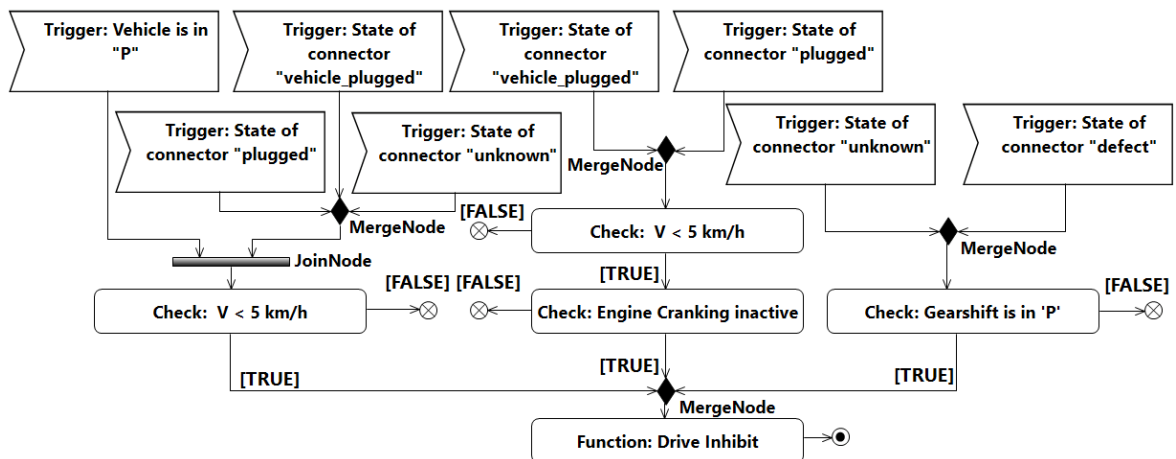 Trigger: Vehicle is in
"P"
Trigger: State of
connector
"vehicle_plugged"
Trigger: State of
connector
"vehicle_plugged"
Trigger: State of
connector "plugged"
Trigger: State of
connector "plugged"
Trigger: State of
connector "unknown"
Trigger: State of
connector "unknown"
Trigger: State of
connector "defect"
MergeNode
MergeNode
MergeNode
JoinNode
[FALSE]
Check: V < 5 km/h
[TRUE]
Check: V < 5 km/h
[FALSE]
[FALSE]
Check: Engine Cranking inactive
Check: Gearshift is in 'P'
[FALSE]
[TRUE]
[TRUE]
[TRUE]
MergeNode
Function: Drive Inhibit